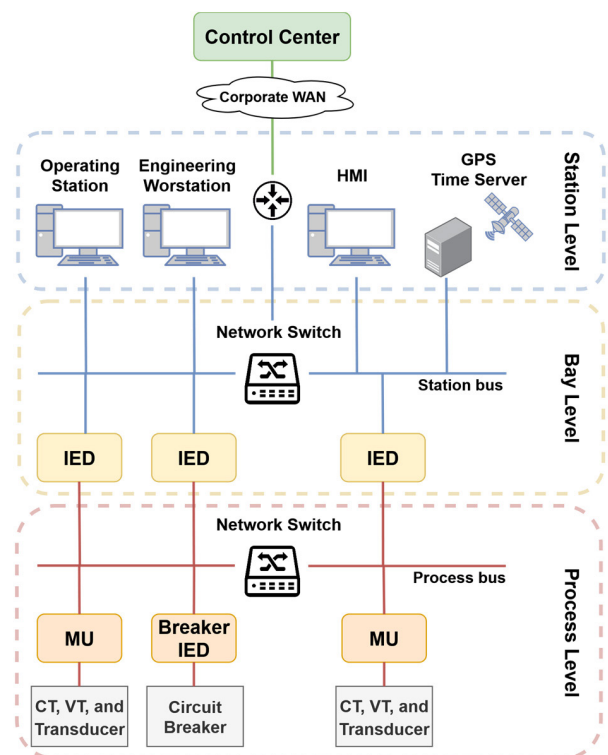 Control Center
Corporate WAN
Operating
Station
Engineering
Worstation
HMI
GPS
Time Server
Station Level
Network Switch
Station bus
Bay Level
IED
IED
IED
Network Switch
Process bus
Process Level
MU
Breaker
IED
MU
CT, VT, and
Transducer
Circuit
Breaker
CT, VT, and
Transducer